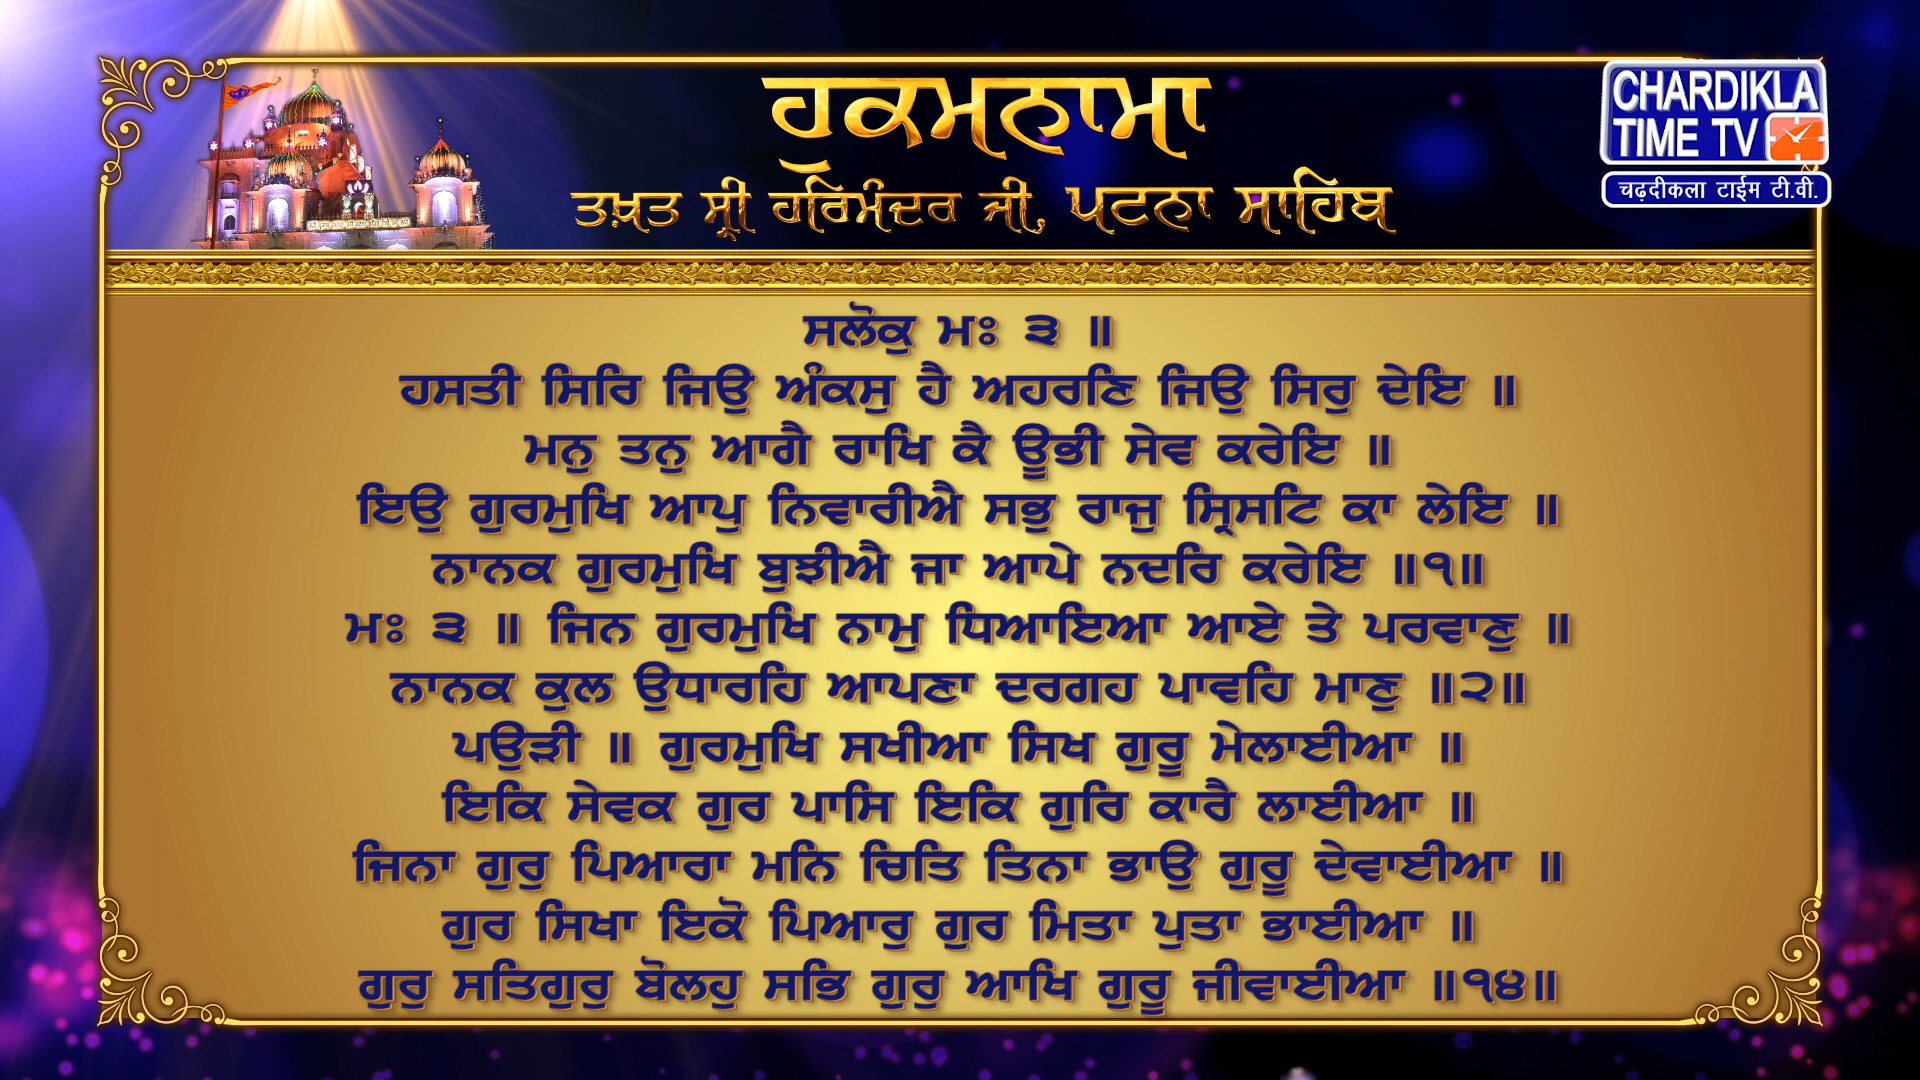 ਹੁਕਮਨਾਮਾ
ਤਖ਼ਤ ਸ੍ਰੀ ਹਰਿਮੰਦਰ ਜੀ, ਪਟਨਾ ਸਾਹਿਬ
CHARDIKLA
TIME TV
चढ़दीकला टाईम टी.वी.
ਸਲੋਕੁ ਮਃ ੩ ॥
ਹਸਤੀ ਸਿਰਿ ਜਿਉ ਅੰਕਸੁ ਹੈ ਅਹਰਣਿ ਜਿਉ ਸਿਰੁ ਦੇਇ ॥
ਮਨੁ ਤਨੁ ਆਗੈ ਰਾਖਿ ਕੈ ਊਭੀ ਸੇਵ ਕਰੇਇ ॥
ਇਉ ਗੁਰਮੁਖਿ ਆਪੁ ਨਿਵਾਰੀਐ ਸਭੁ ਰਾਜੁ ਸ੍ਰਿਸਟਿ ਕਾ ਲੇਇ ॥
ਨਾਨਕ ਗੁਰਮੁਖਿ ਬੁਝੀਐ ਜਾ ਆਪੇ ਨਦਰਿ ਕਰੇਇ ॥੧॥
ਮਃ ੩ ॥ ਜਿਨ ਗੁਰਮੁਖਿ ਨਾਮੁ ਧਿਆਇਆ ਆਏ ਤੇ ਪਰਵਾਣੁ ॥
ਨਾਨਕ ਕੁਲ ਉਧਾਰਹਿ ਆਪਣਾ ਦਰਗਹ ਪਾਵਹਿ ਮਾਣੁ ॥੨॥
ਪਉੜੀ ॥ ਗੁਰਮੁਖਿ ਸਖੀਆ ਸਿਖ ਗੁਰੂ ਮੇਲਾਈਆ ॥
ਇਕਿ ਸੇਵਕ ਗੁਰ ਪਾਸਿ ਇਕਿ ਗੁਰਿ ਕਾਰੈ ਲਾਈਆ ॥
ਜਿਨਾ ਗੁਰੁ ਪਿਆਰਾ ਮਨਿ ਚਿਤਿ ਤਿਨਾ ਭਾਉ ਗੁਰੂ ਦੇਵਾਈਆ ॥
ਗੁਰ ਸਿਖਾ ਇਕੋ ਪਿਆਰੁ ਗੁਰ ਮਿਤਾ ਪੁਤਾ ਭਾਈਆ ॥
ਗੁਰੁ ਸਤਿਗੁਰੁ ਬੋਲਹੁ ਸਭਿ ਗੁਰੁ ਆਖਿ ਗੁਰੂ ਜੀਵਾਈਆ ॥੧੪॥